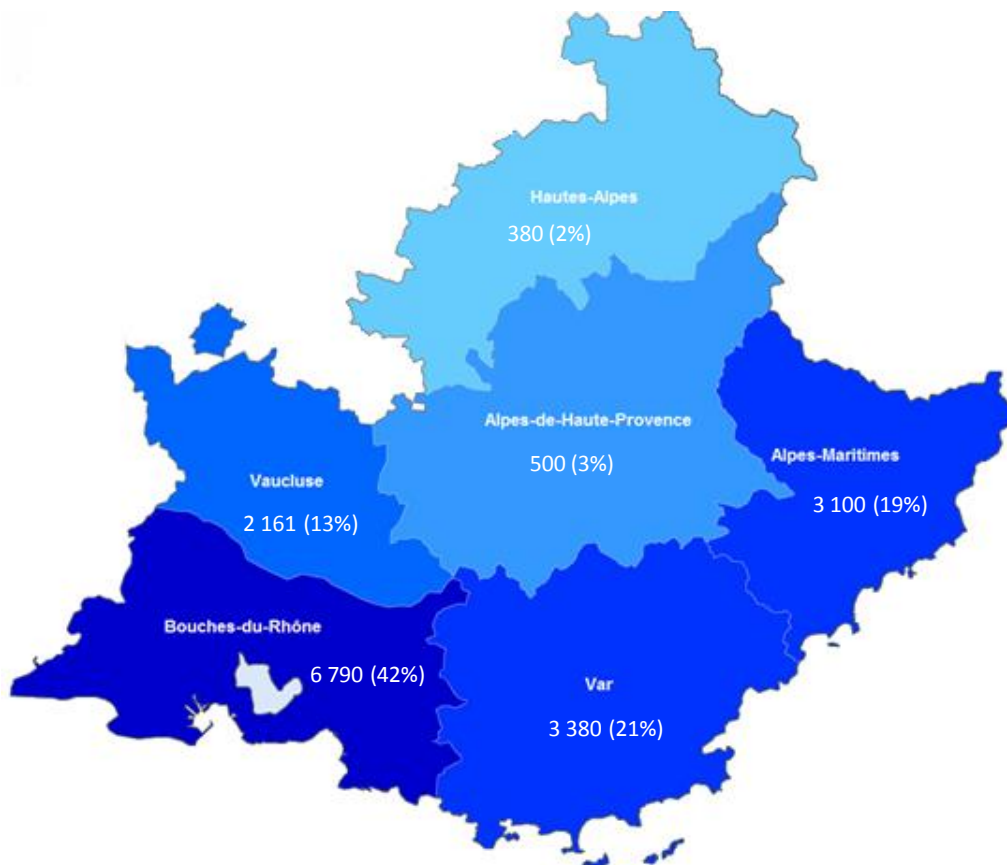 Hautes-Alpes
380 (2%)
Alpes-de-Haute-Provence
500 (3%)
Alpes-Maritimes
3 100 (19%)
Vaucluse
2 161 (13%)
Bouches-du-Rhône
6 790 (42%)
Var
3 380 (21%)